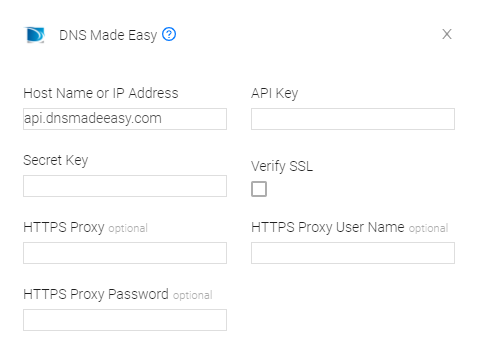 DNS Made Easy ?
X
Host Name or IP Address
api.dnsmadeeasy.com
API Key
Secret Key
Verify SSL
HTTPS Proxy optional
HTTPS Proxy User Name optional
HTTPS Proxy Password optional